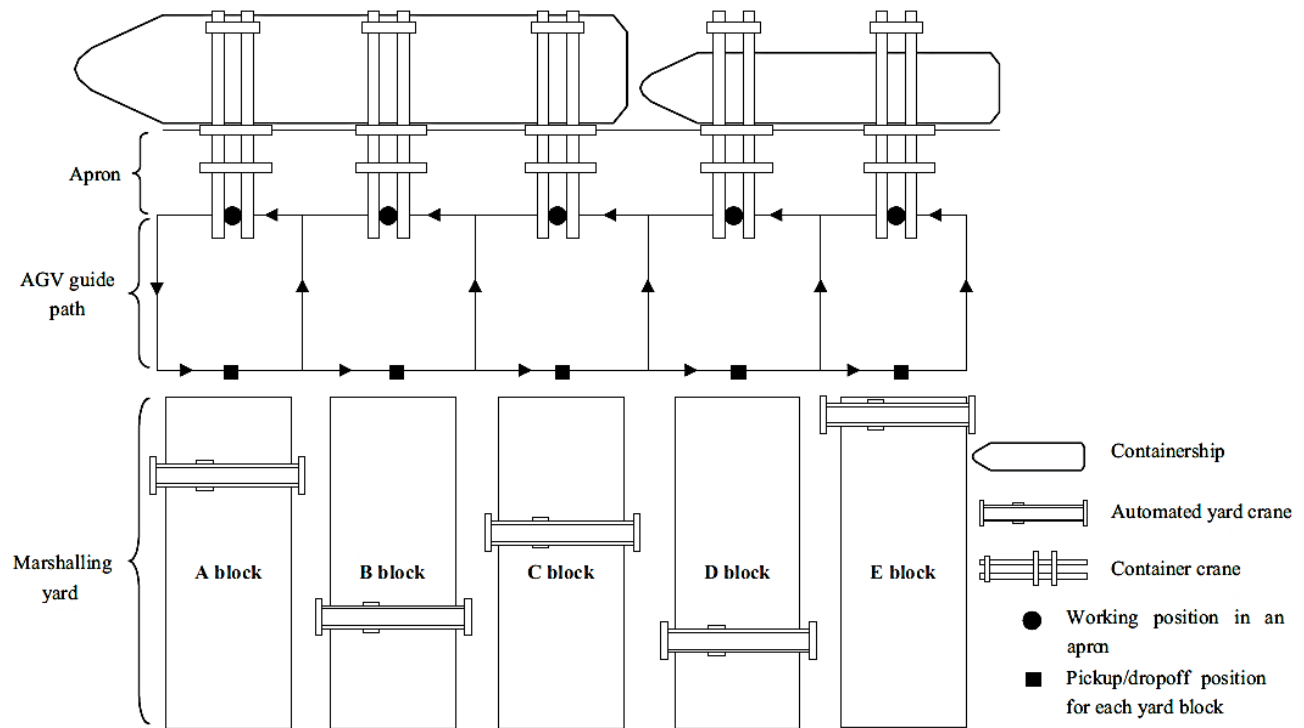 Apron
AGV guide
path
Marshalling
yard
A block
B block
C block
D block
E block
Containership
Automated yard crane
Container crane
Working position in an
apron
Pickup/dropoff position
for each yard block